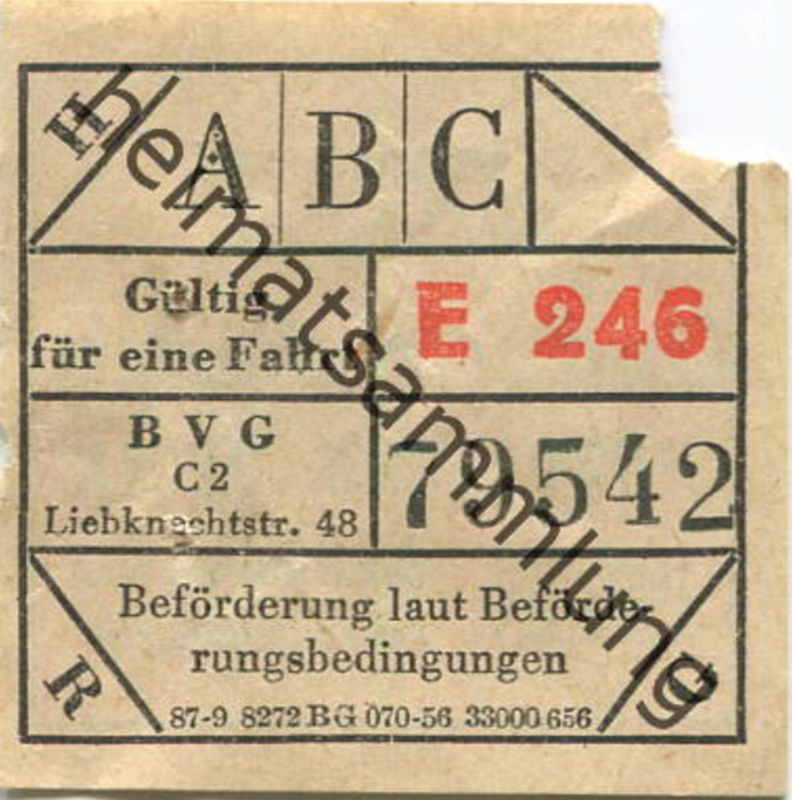 H
A B C
Gültig
für eine Fahrt
E 246
B V G
C 2
Liebknechtstr. 48
79542
Beförderung laut Beförde-
rungsbedingungen
R
87-9 8272 BG 070-56 33000 656
heimatsammlung